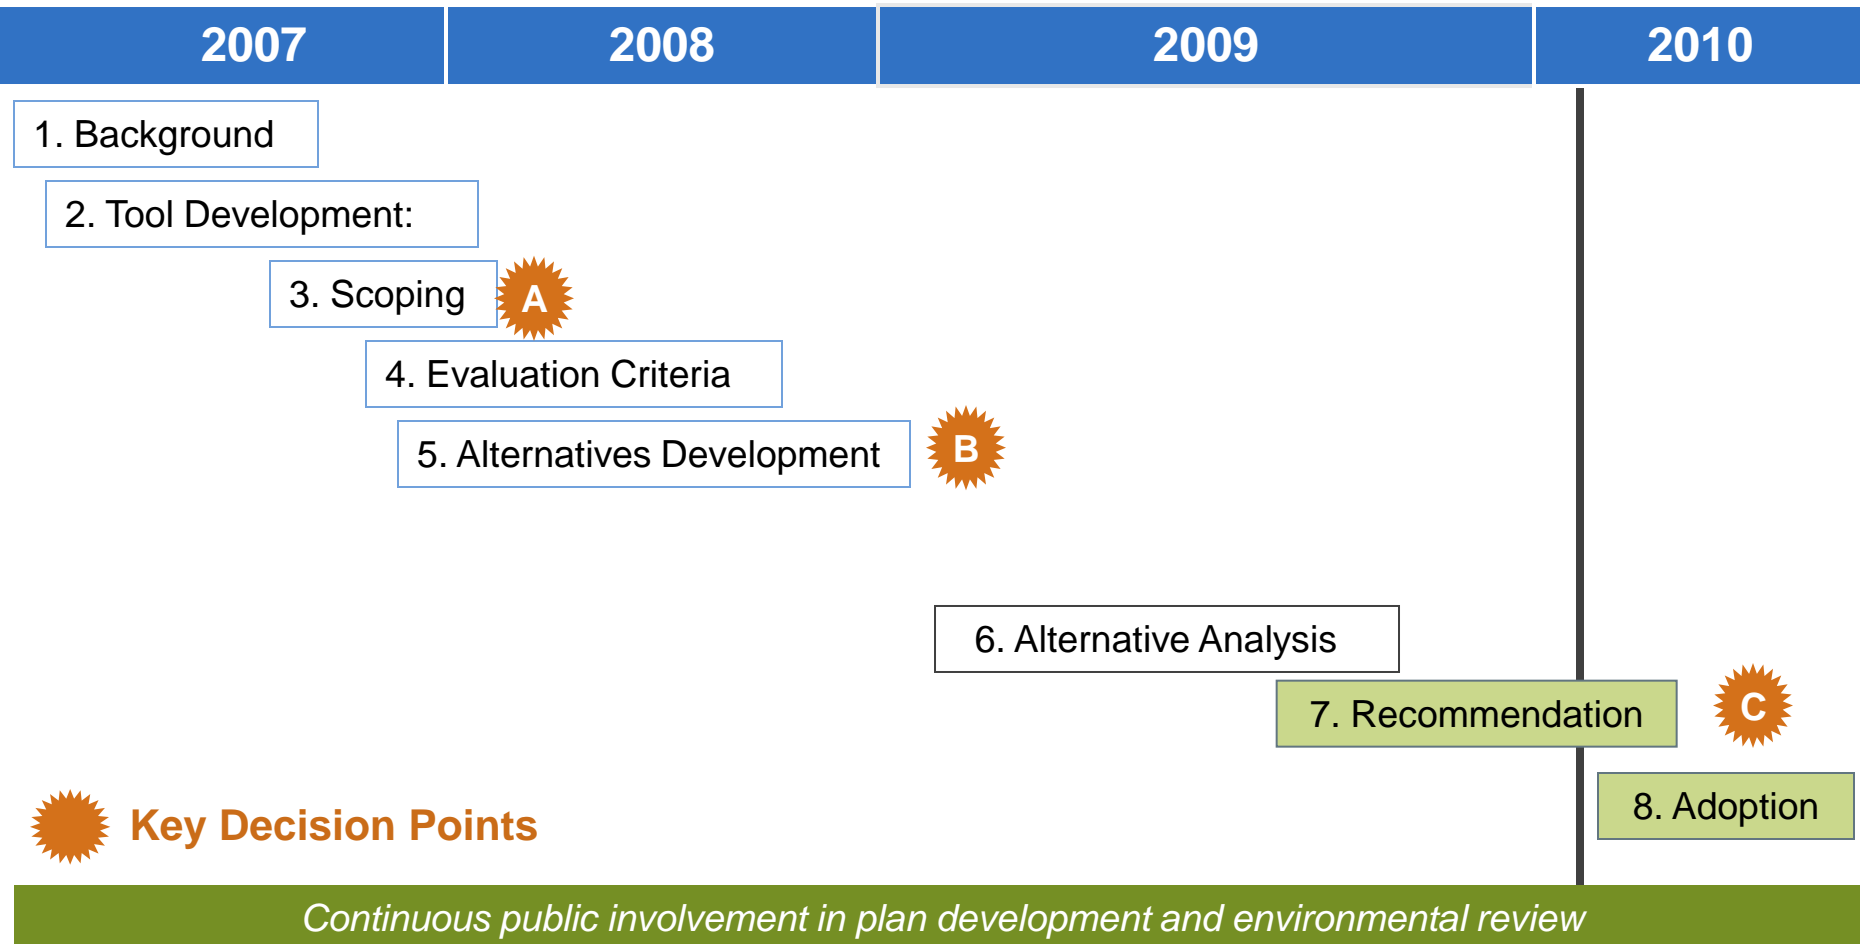 2007 2008 2009 2010
1. Background
2. Tool Development:
3. Scoping
A
4. Evaluation Criteria
5. Alternatives Development
B
6. Alternative Analysis
7. Recommendation
C
8. Adoption
Key Decision Points
Continuous public involvement in plan development and environmental review